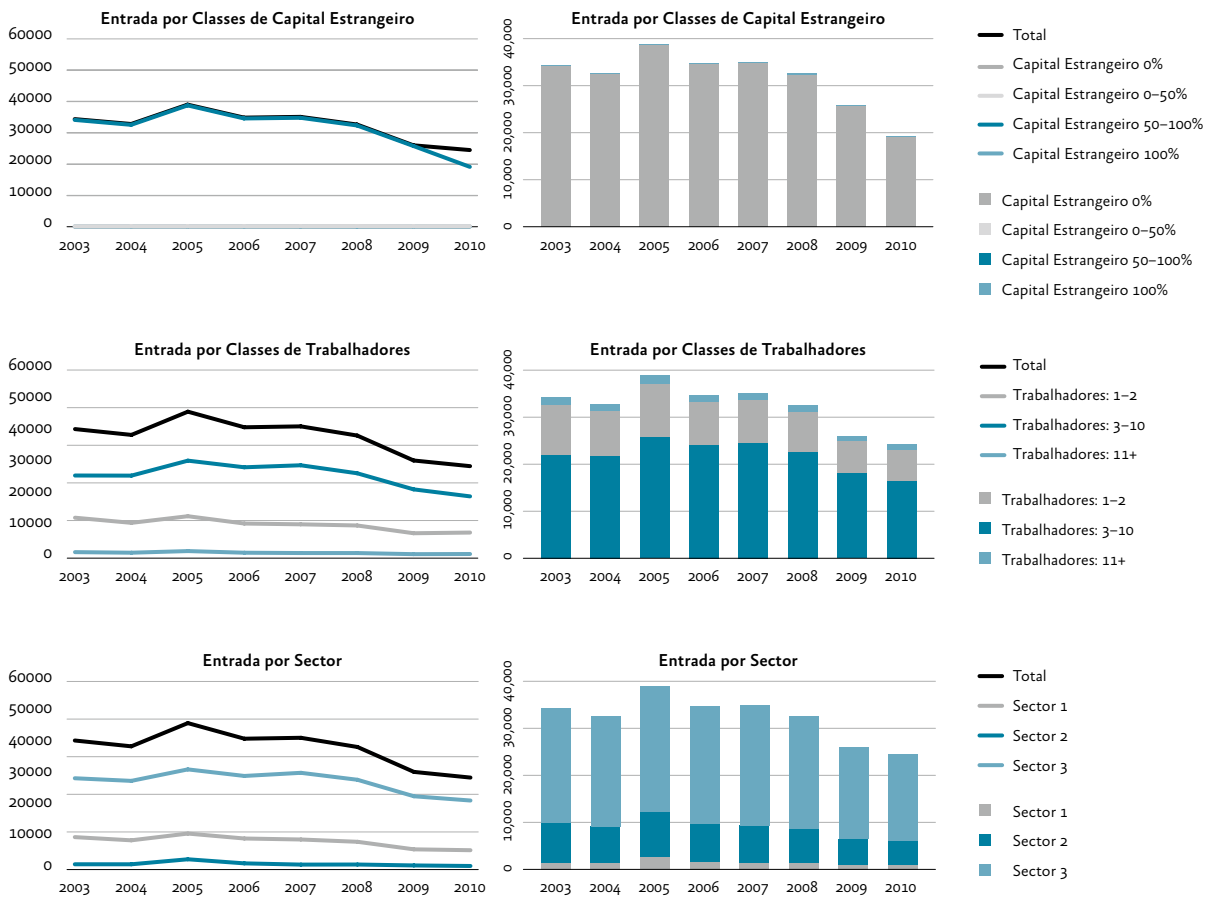 Entrada por Classes de Capital Estrangeiro
60000
50000
40000
30000
20000
10000
0
2003 2004 2005 2006 2007 2008 2009 2010
Entrada por Classes de Capital Estrangeiro
40,000
30,000
20,000
10,000
0
2003 2004 2005 2006 2007 2008 2009 2010
Total
Capital Estrangeiro 0%
Capital Estrangeiro 0–50%
Capital Estrangeiro 50–100%
Capital Estrangeiro 100%
Capital Estrangeiro 0%
Capital Estrangeiro 0–50%
Capital Estrangeiro 50–100%
Capital Estrangeiro 100%
Entrada por Classes de Trabalhadores
60000
50000
40000
30000
20000
10000
0
2003 2004 2005 2006 2007 2008 2009 2010
Entrada por Classes de Trabalhadores
40,000
30,000
20,000
10,000
0
2003 2004 2005 2006 2007 2008 2009 2010
Total
Trabalhadores: 1–2
Trabalhadores: 3–10
Trabalhadores: 11+
Trabalhadores: 1–2
Trabalhadores: 3–10
Trabalhadores: 11+
Entrada por Sector
60000
50000
40000
30000
20000
10000
0
2003 2004 2005 2006 2007 2008 2009 2010
Entrada por Sector
40,000
30,000
20,000
10,000
0
2003 2004 2005 2006 2007 2008 2009 2010
Total
Sector 1
Sector 2
Sector 3
Sector 1
Sector 2
Sector 3